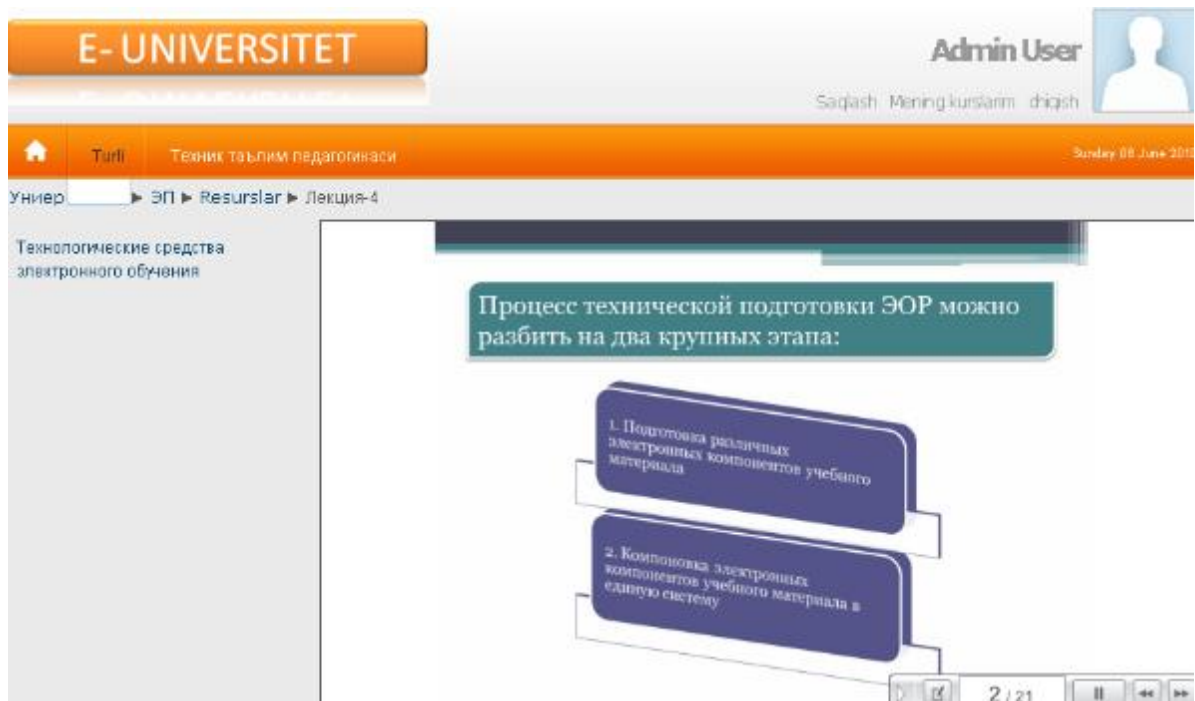 E- UNIVERSITET
Admin User
Saqlash Mening kurslarim chiqish
Turli Техник таълим педагогикаси
Sunday 06 June
Униер ► ЭП ► Resurslar ► Лекция-4
Технологические средства
электронного обучения
Процесс технической подготовки ЭОР можно
разбить на два крупных этапа:
1. Подготовка различных
электронных компонентов учебного
материала
2. Компоновка электронных
компонентов учебного материала в
единую систему
2 / 21